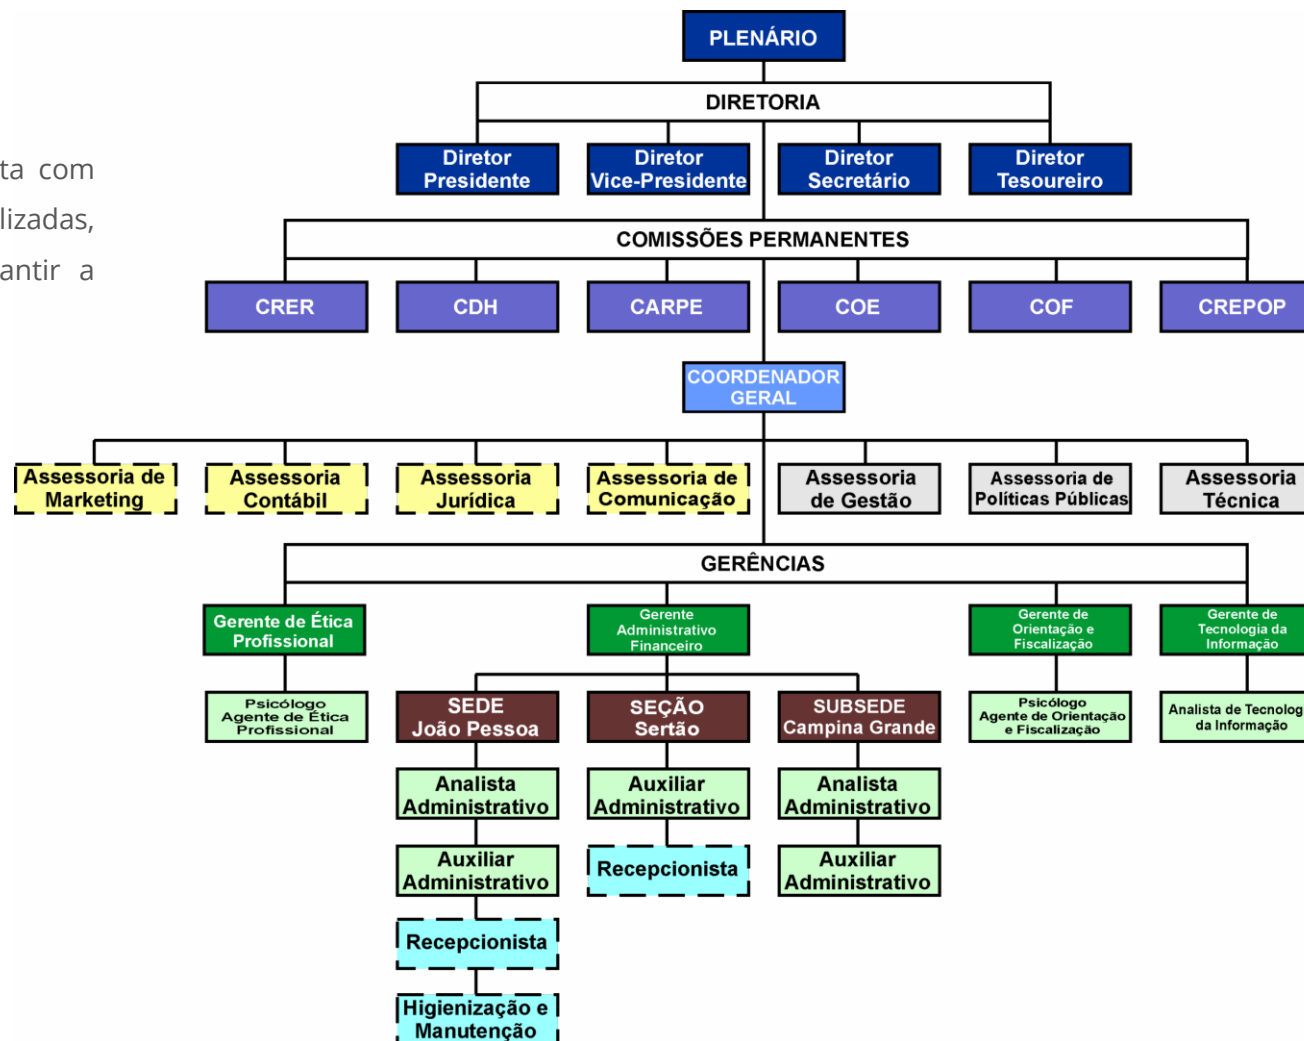 PLENÁRIO
DIRETORIA
ta com
lizadas,
antir a
Diretor
Presidente
Diretor
Vice-Presidente
Diretor
Secretário
Diretor
Tesoureiro
COMISSÕES PERMANENTES
CRER
CDH
CARPE
COE
COF
CREPOP
COORDENADOR
GERAL
Assessoria de
Marketing
Assessoria
Contábil
Assessoria
Jurídica
Assessoria de
Comunicação
Assessoria
de Gestão
Assessoria de
Políticas Públicas
Assessoria
Técnica
GERÊNCIAS
Gerente de Ética
Profissional
Gerente
Administrativo
Financeiro
Gerente de
Orientação e
Fiscalização
Gerente de
Tecnologia da
Informação
Psicólogo
Agente de Ética
Profissional
SEDE
João Pessoa
SEÇÃO
Sertão
SUBSEDE
Campina Grande
Psicólogo
Agente de Orientação
e Fiscalização
Analista de Tecnolog
da Informação
Analista
Administrativo
Auxiliar
Administrativo
Analista
Administrativo
Auxiliar
Administrativo
Recepcionista
Auxiliar
Administrativo
Recepcionista
Higienização e
Manutenção